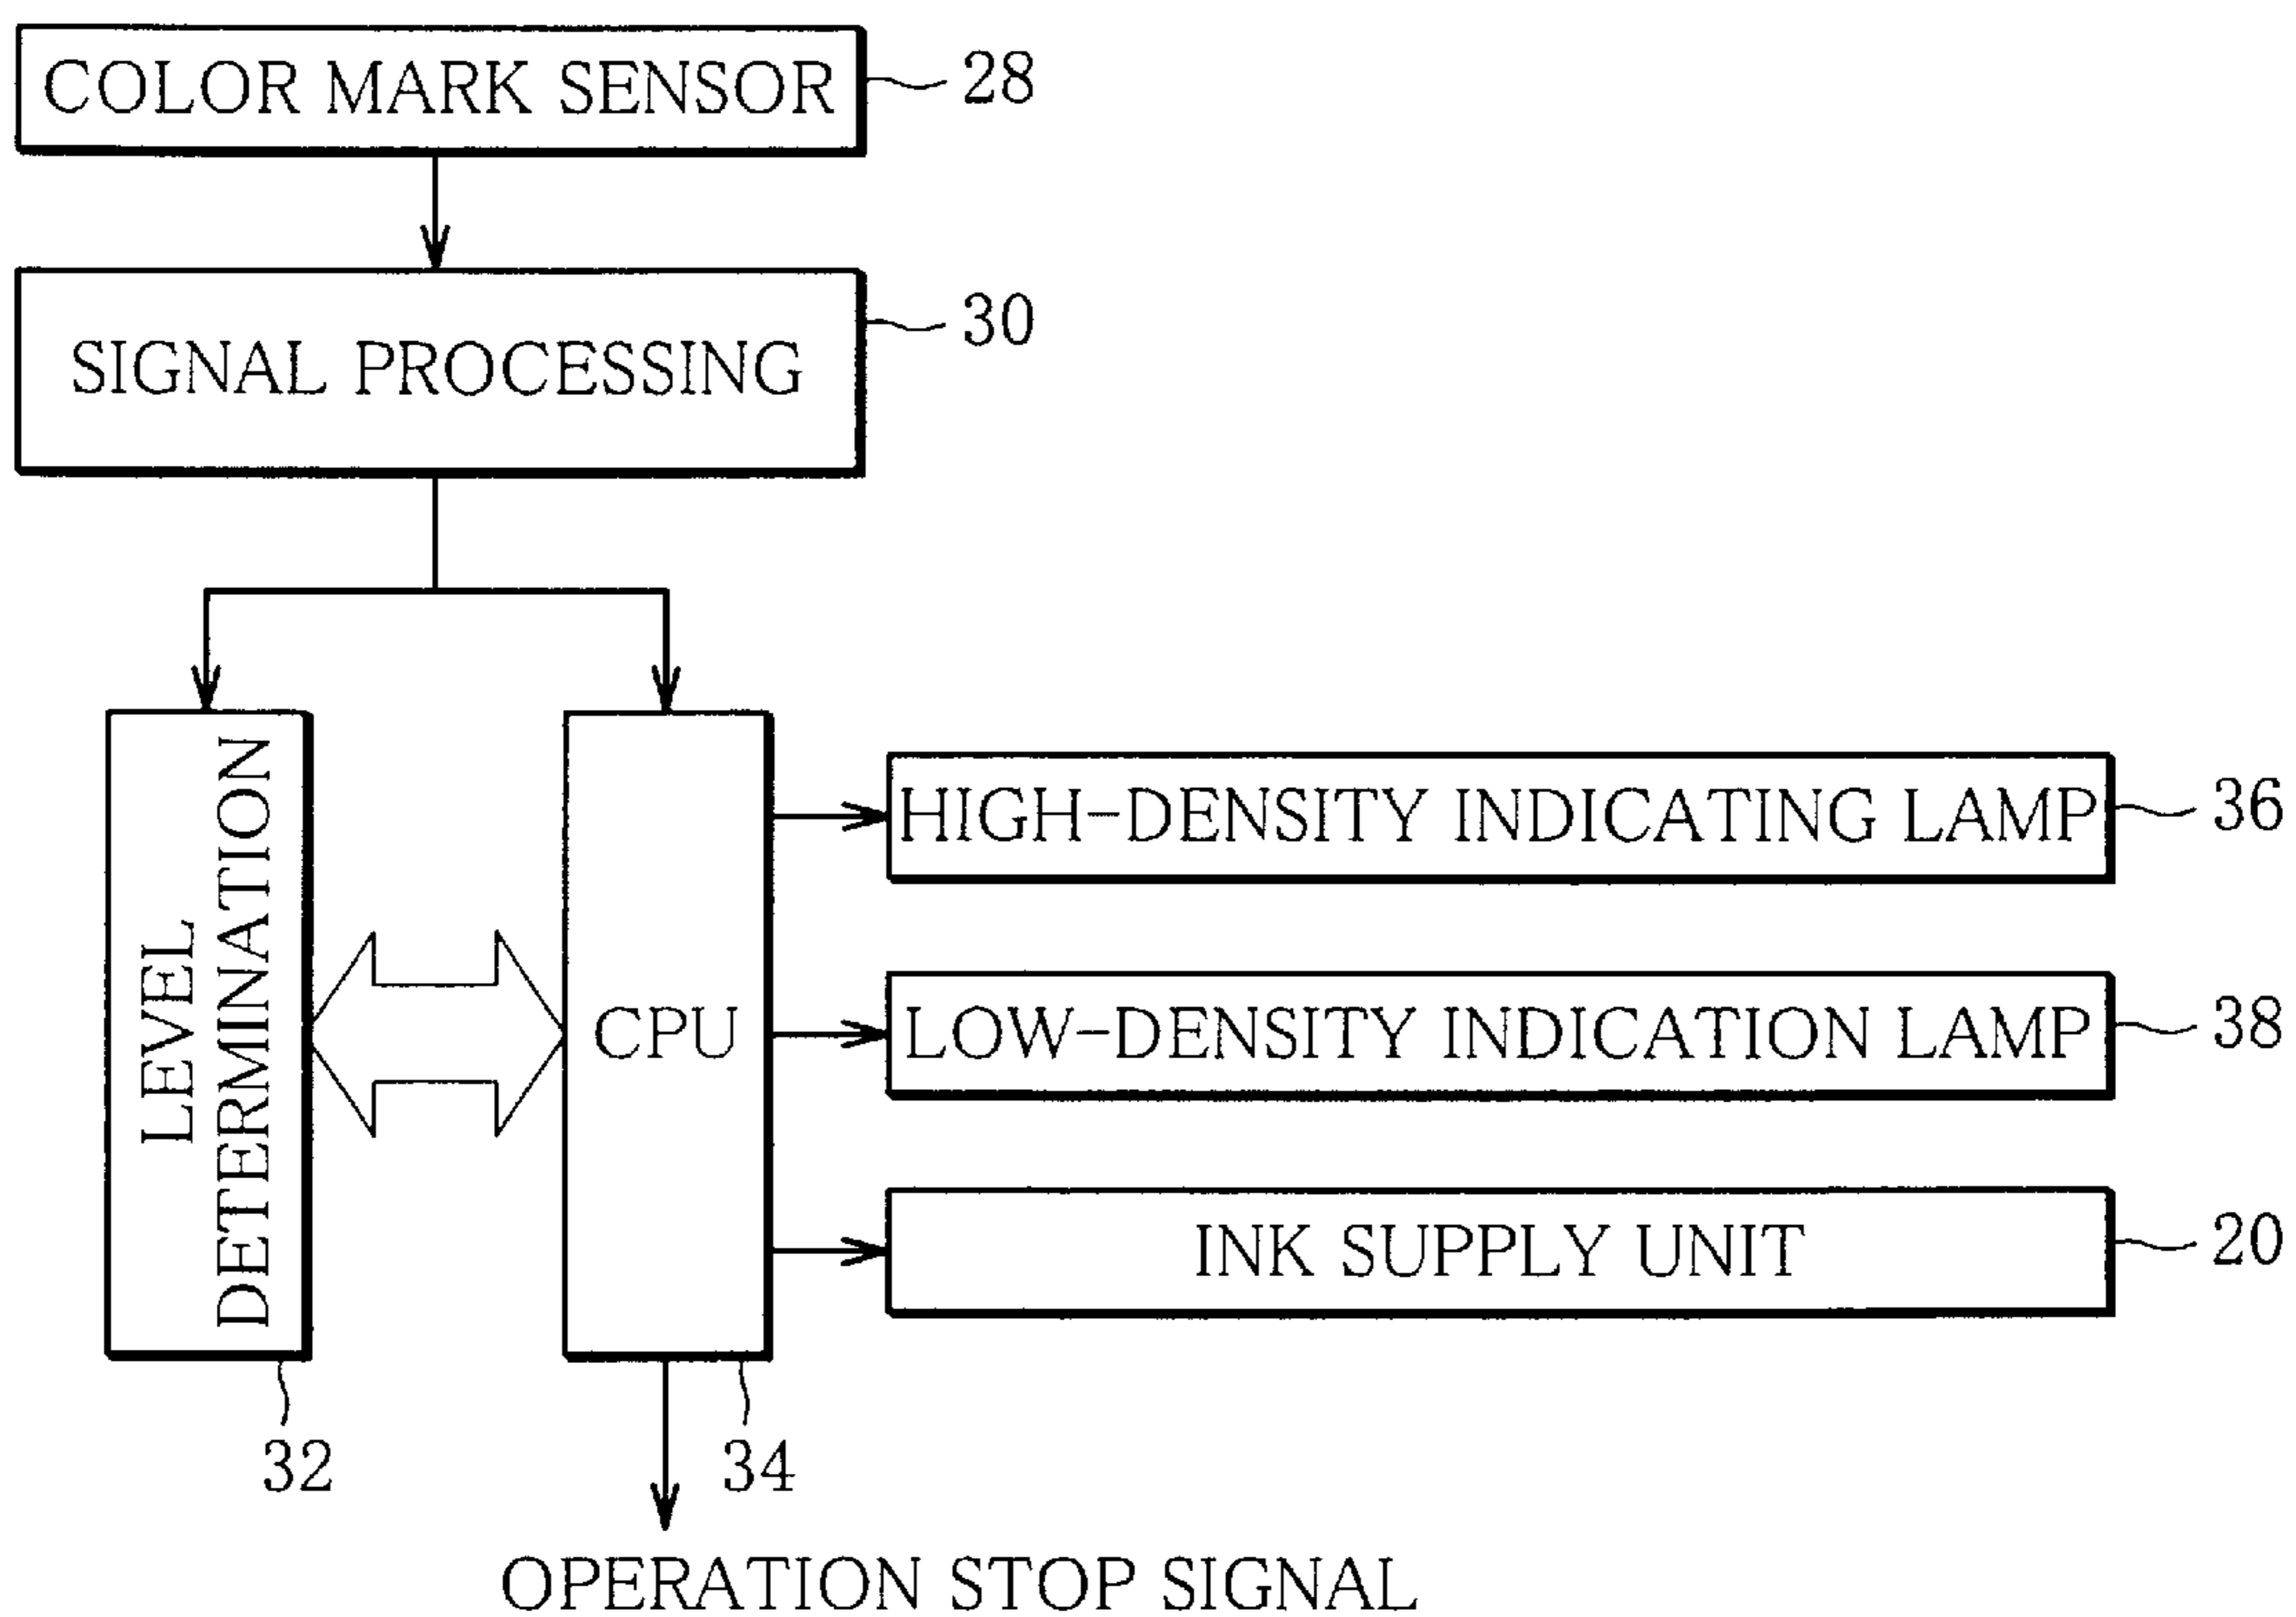 COLOR MARK SENSOR
28
SIGNAL PROCESSING
30
LEVEL
DETERMINATION
CPU
HIGH-DENSITY INDICATING LAMP
36
LOW-DENSITY INDICATION LAMP
38
INK SUPPLY UNIT
20
32
34
OPERATION STOP SIGNAL